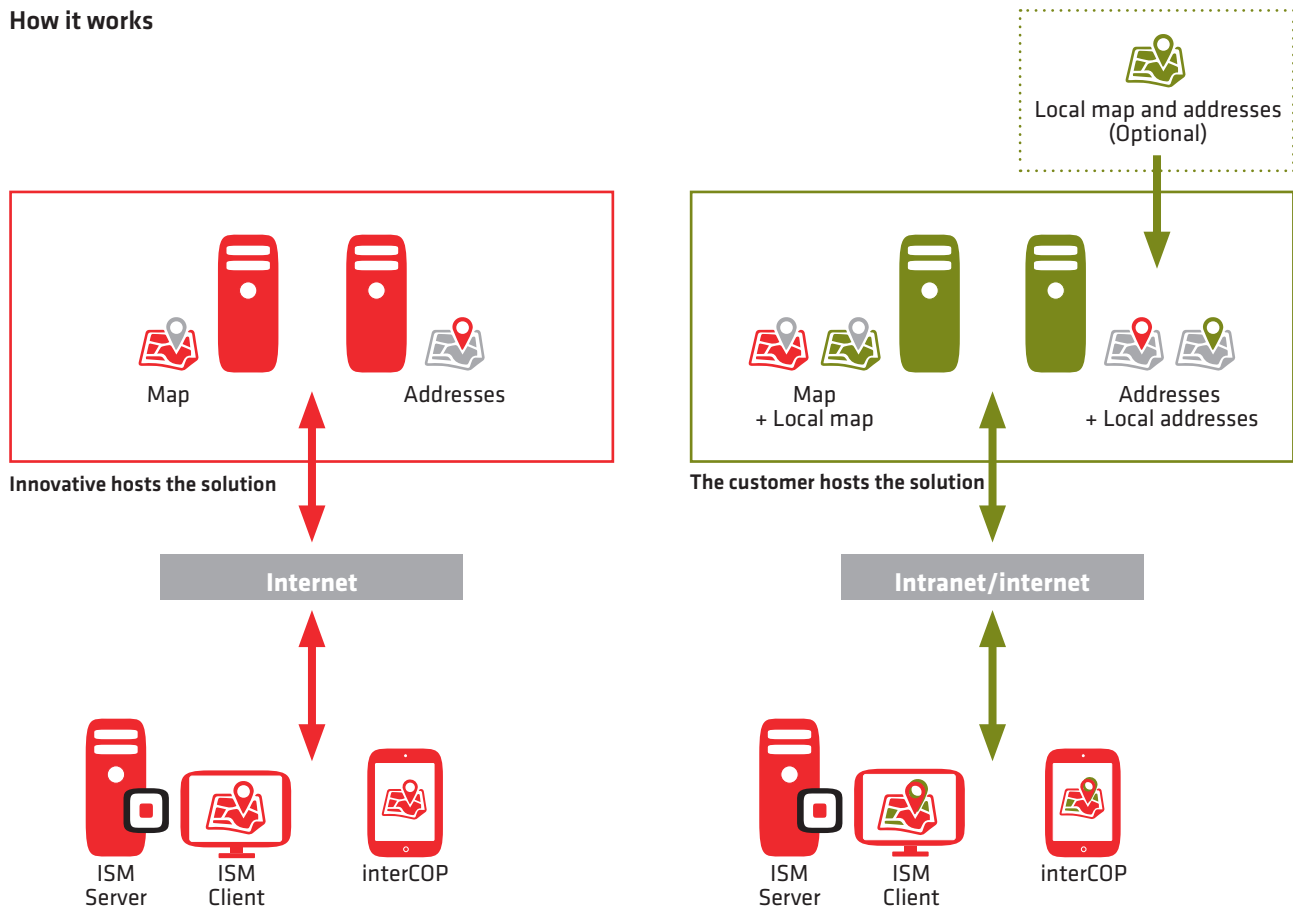 How it works
Local map and addresses
(Optional)
Map
Addresses
Innovative hosts the solution
Internet
ISM
Server
ISM
Client
interCOP
Map
+ Local map
Addresses
+ Local addresses
The customer hosts the solution
Intranet/internet
ISM
Server
ISM
Client
interCOP